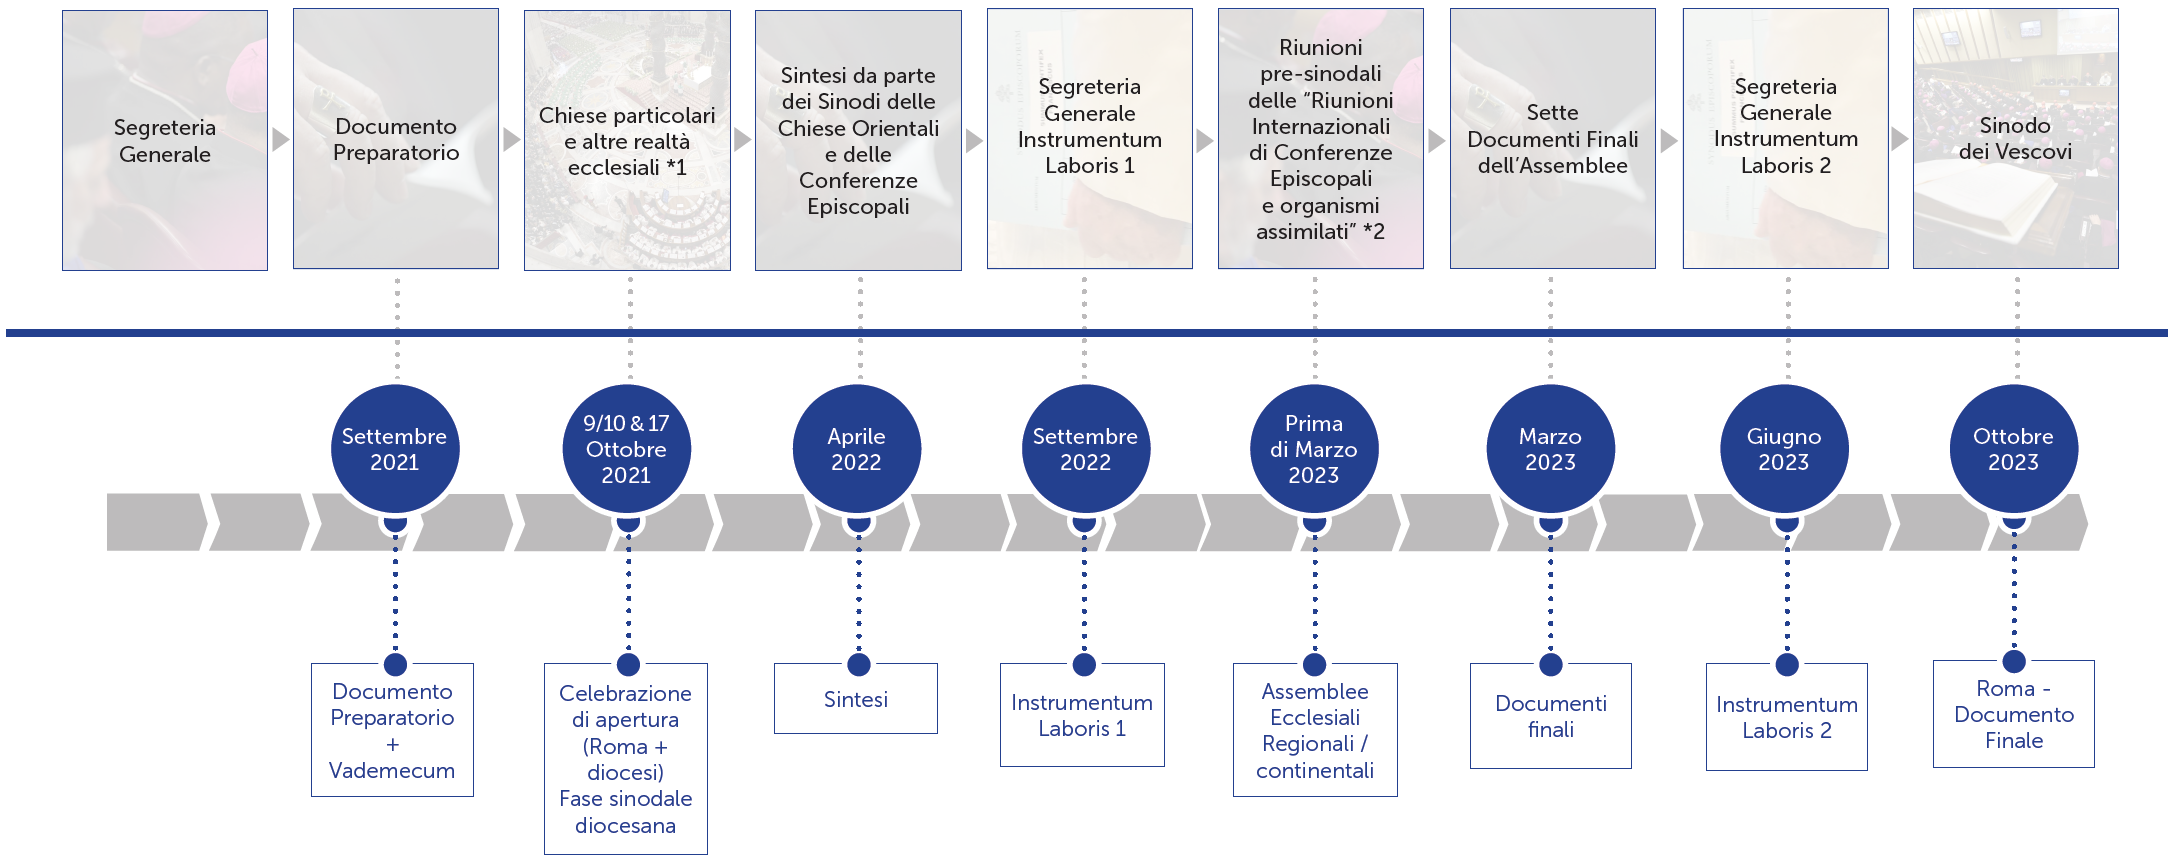 Segreteria
Generale
Documento
Preparatorio
Chiese particolari
e altre realtà
ecclesiali *1
Sintesi da parte
dei Sinodi delle
Chiese Orientali
e delle
Conferenze
Episcopali
Segreteria
Generale
Instrumentum
Laboris 1
Riunioni
pre-sinodali
delle “Riunioni
Internazionali
di Conferenze
Episcopali
e organismi
assimilati” *2
Sette
Documenti Finali
dell’Assemblee
Segreteria
Generale
Instrumentum
Laboris 2
Sinodo
dei Vescovi
Settembre
2021
9/10 & 17
Ottobre
2021
Aprile
2022
Settembre
2022
Prima
di Marzo
2023
Marzo
2023
Giugno
2023
Ottobre
2023
Documento
Preparatorio
+
Vademecum
Celebrazione
di apertura
(Roma +
diocesi)
Fase sinodale
diocesana
Sintesi
Instrumentum
Laboris 1
Assemblee
Ecclesiali
Regionali /
continentali
Documenti
finali
Instrumentum
Laboris 2
Roma -
Documento
Finale